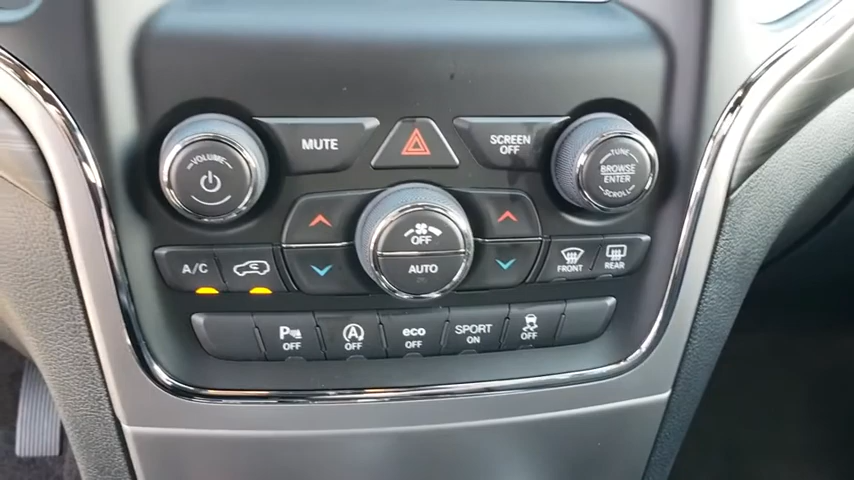 MUTE
SCREEN
OFF
VOLUME
TUNE
BROWSE
ENTER
SCROLL
OFF
AUTO
A/C
FRONT
REAR
P
OFF
A
OFF
eco
OFF
SPORT
ON
OFF